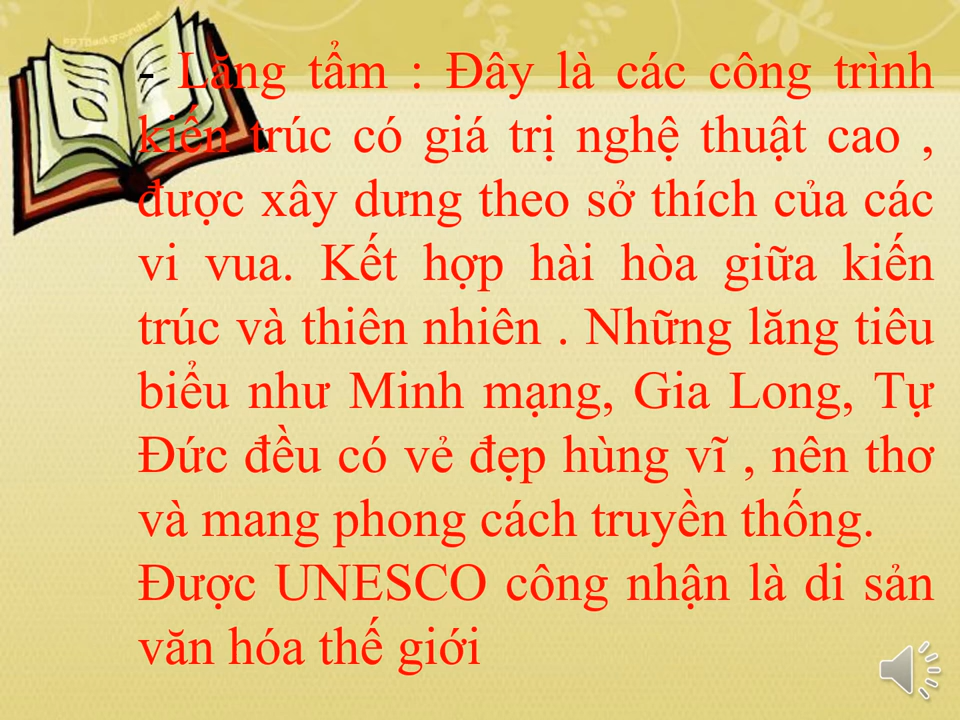 - Lăng tẩm : Đây là các công trình
kiến trúc có giá trị nghệ thuật cao ,
được xây dưng theo sở thích của các
vi vua. Kết hợp hài hòa giữa kiến
trúc và thiên nhiên . Những lăng tiêu
biểu như Minh mạng, Gia Long, Tự
Đức đều có vẻ đẹp hùng vĩ , nên thơ
và mang phong cách truyền thống.
Được UNESCO công nhận là di sản
văn hóa thế giới